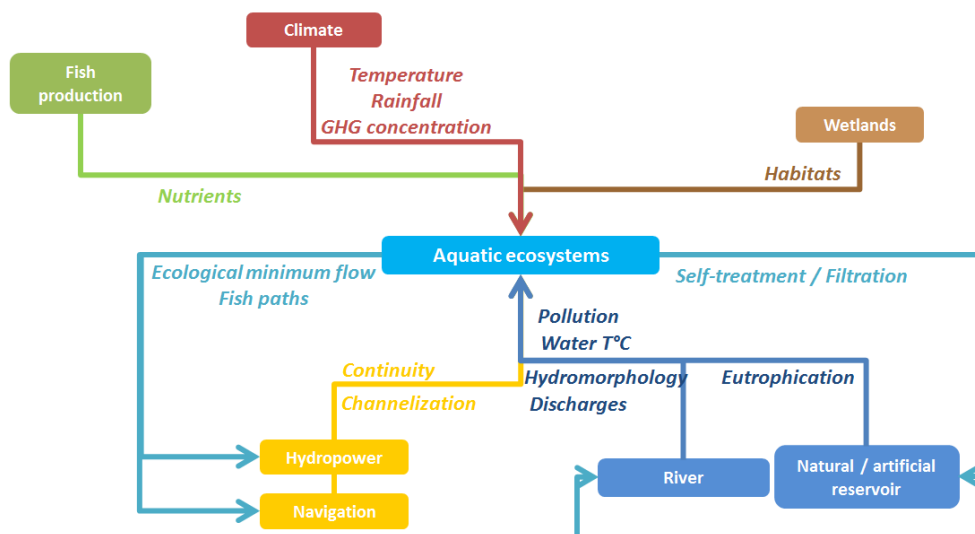 Climate
Fish
production
Temperature
Rainfall
GHG concentration
Wetlands
Habitats
Nutrients
Aquatic ecosystems
Ecological minimum flow
Fish paths
Self-treatment / Filtration
Pollution
Water T°C
Continuity
Channelization
Hydromorphology
Discharges
Eutrophication
Hydropower
Navigation
River
Natural / artificial
reservoir